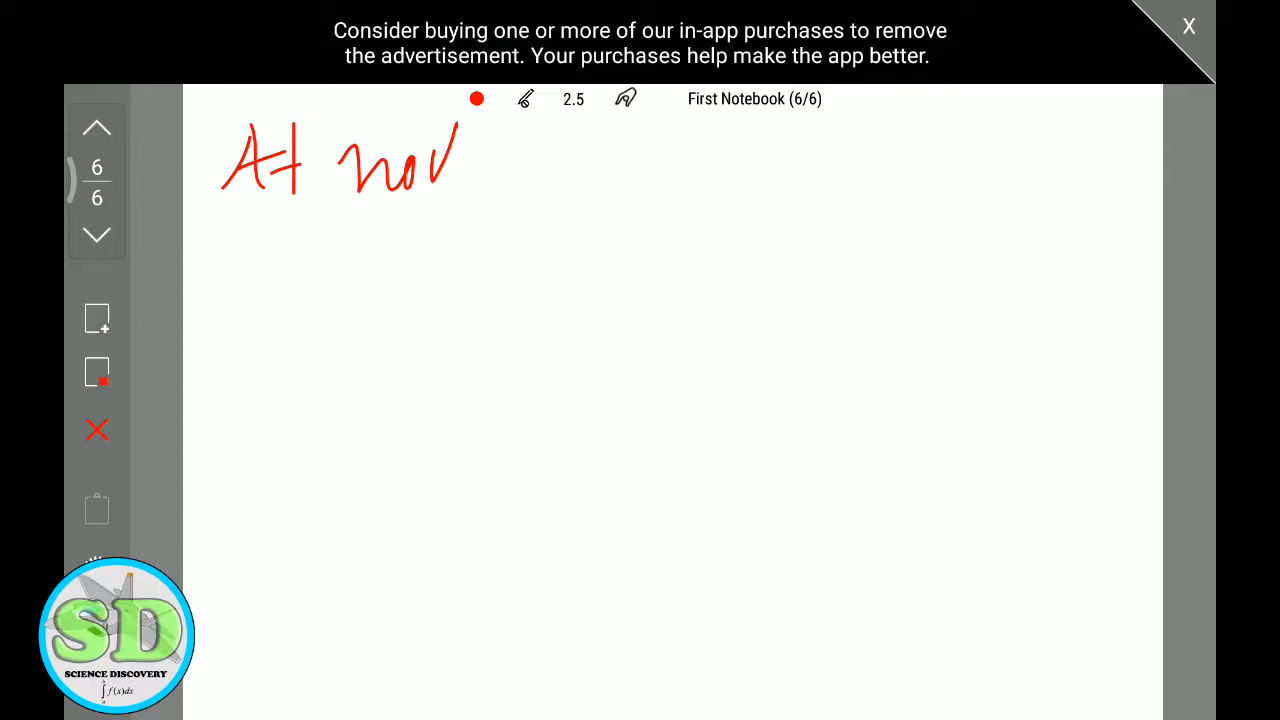 Consider buying one or more of our in-app purchases to remove
the advertisement. Your purchases help make the app better.
X
2.5
First Notebook (6/6)
6
6
At nov
SD
SCIENCE DISCOVERY
∫f(x)dx